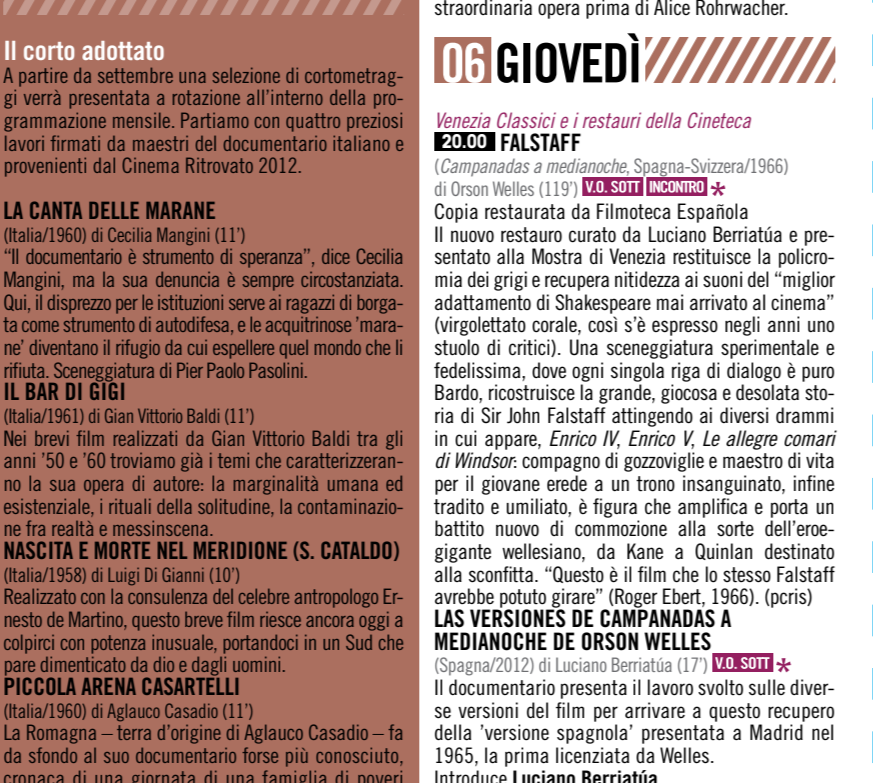 Il corto adottato
A partire da settembre una selezione di cortometrag-
gi verrà presentata a rotazione all'interno della pro-
grammazione mensile. Partiamo con quattro preziosi
lavori firmati da maestri del documentario italiano e
provenienti dal Cinema Ritrovato 2012.
LA CANTA DELLE MARANE
(Italia/1960) di Cecilia Mangini (11')
“Il documentario è strumento di speranza”, dice Cecilia
Mangini, ma la sua denuncia è sempre circostanziata.
Qui, il disprezzo per le istituzioni serve ai ragazzi di borga-
ta come strumento di autodifesa, e le acquitrinose 'mara-
ne' diventano il rifugio da cui espellere quel mondo che li
rifiuta. Sceneggiatura di Pier Paolo Pasolini.
IL BAR DI GIGI
(Italia/1961) di Gian Vittorio Baldi (11')
Nei brevi film realizzati da Gian Vittorio Baldi tra gli
anni '50 e '60 troviamo già i temi che caratterizzeran-
no la sua opera di autore: la marginalità umana ed
esistenziale, i rituali della solitudine, la contaminazio-
ne fra realtà e messinscena.
NASCITA E MORTE NEL MERIDIONE (S. CATALDO)
(Italia/1958) di Luigi Di Gianni (10')
Realizzato con la consulenza del celebre antropologo Er-
nesto de Martino, questo breve film riesce ancora oggi a
colpirci con potenza inusuale, portandoci in un Sud che
pare dimenticato da dio e dagli uomini.
PICCOLA ARENA CASARTELLI
(Italia/1960) di Aglauco Casadio (11')
La Romagna – terra d'origine di Aglauco Casadio – fa
da sfondo al suo documentario forse più conosciuto,
cronaca di una giornata di una famiglia di poveri
straordinaria opera prima di Alice Rohrwacher.
06 GIOVEDÌ
Venezia Classici e i restauri della Cineteca
20.00 FALSTAFF
(Campanadas a medianoche, Spagna-Svizzera/1966)
di Orson Welles (119') V.O. SOTT INCONTRO *
Copia restaurata da Filmoteca Española
Il nuovo restauro curato da Luciano Berriatúa e pre-
sentato alla Mostra di Venezia restituisce la policro-
mia dei grigi e recupera nitidezza ai suoni del “miglior
adattamento di Shakespeare mai arrivato al cinema”
(virgolettato corale, così s'è espresso negli anni uno
stuolo di critici). Una sceneggiatura sperimentale e
fedelissima, dove ogni singola riga di dialogo è puro
Bardo, ricostruisce la grande, giocosa e desolata sto-
ria di Sir John Falstaff attingendo ai diversi drammi
in cui appare, Enrico IV, Enrico V, Le allegre comari
di Windsor: compagno di gozzoviglie e maestro di vita
per il giovane erede a un trono insanguinato, infine
tradito e umiliato, è figura che amplifica e porta un
battito nuovo di commozione alla sorte dell'eroe-
gigante wellesiano, da Kane a Quinlan destinato
alla sconfitta. “Questo è il film che lo stesso Falstaff
avrebbe potuto girare” (Roger Ebert, 1966). (pcris)
LAS VERSIONES DE CAMPANADAS A
MEDIANOCHE DE ORSON WELLES
(Spagna/2012) di Luciano Berriatúa (17') V.O. SOTT *
Il documentario presenta il lavoro svolto sulle diver-
se versioni del film per arrivare a questo recupero
della 'versione spagnola' presentata a Madrid nel
1965, la prima licenziata da Welles.
Introduce Luciano Berriatúa